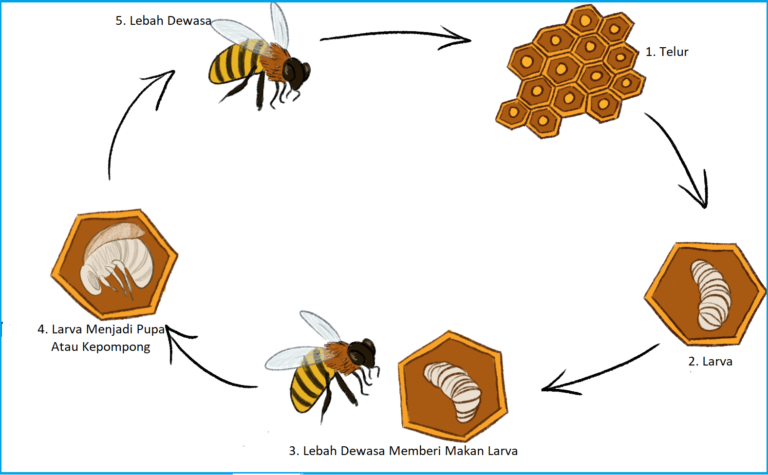 5. Lebah Dewasa
1. Telur
2. Larva
3. Lebah Dewasa Memberi Makan Larva
4. Larva Menjadi Pupa
Atau Kepompong